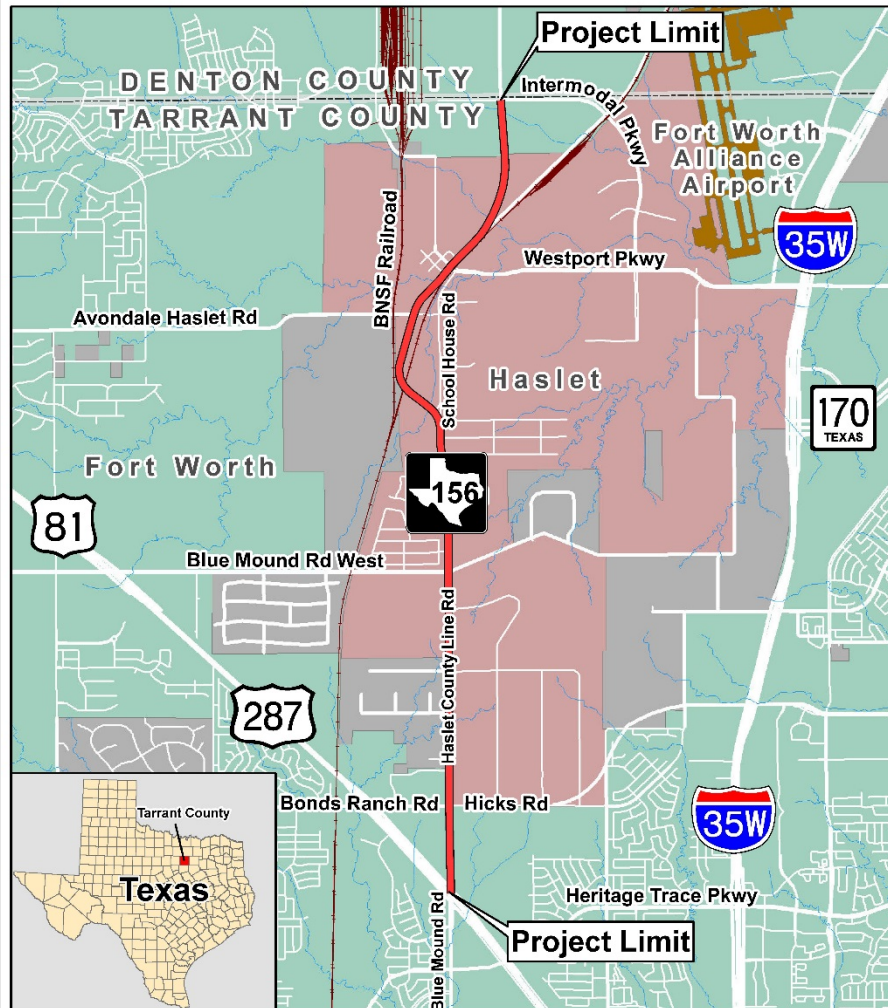 Project Limit
DENTON COUNTY
TARRANT COUNTY
Intermodal Pkwy
Fort Worth
Alliance
Airport
35W
BNSF Railroad
Westport Pkwy
Avondale Haslet Rd
School House Rd
Haslet
170
TEXAS
Fort Worth
156
81
Blue Mound Rd West
Haslet County Line Rd
287
Bonds Ranch Rd
Hicks Rd
35W
Tarrant County
Texas
Heritage Trace Pkwy
Project Limit
Blue Mound Rd